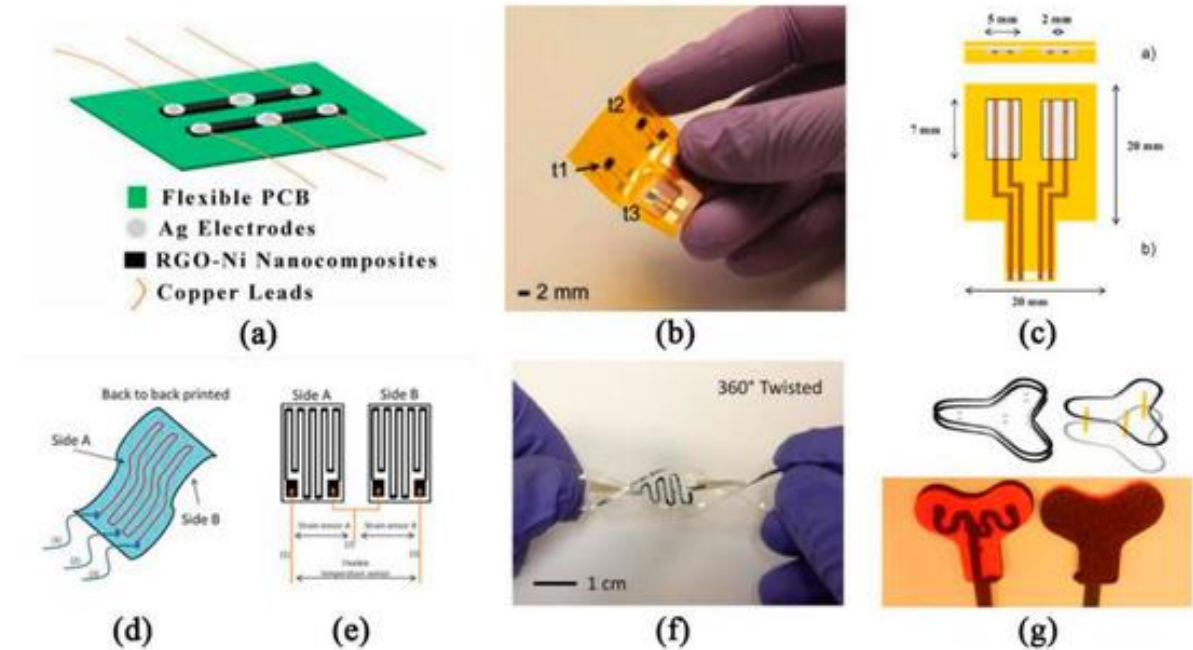 Flexible PCB
Ag Electrodes
RGO-Ni Nanocomposites
Copper Leads
(a)
t2
t1
t3
2 mm
(b)
5 mm
2 mm
a)
7 mm
20 mm
b)
20 mm
(c)
Back to back printed
Side A
Side B
(d)
Side A
Side B
Strain sensor A
Strain sensor B
temperature sensor
(e)
360° Twisted
1 cm
(f)
(g)